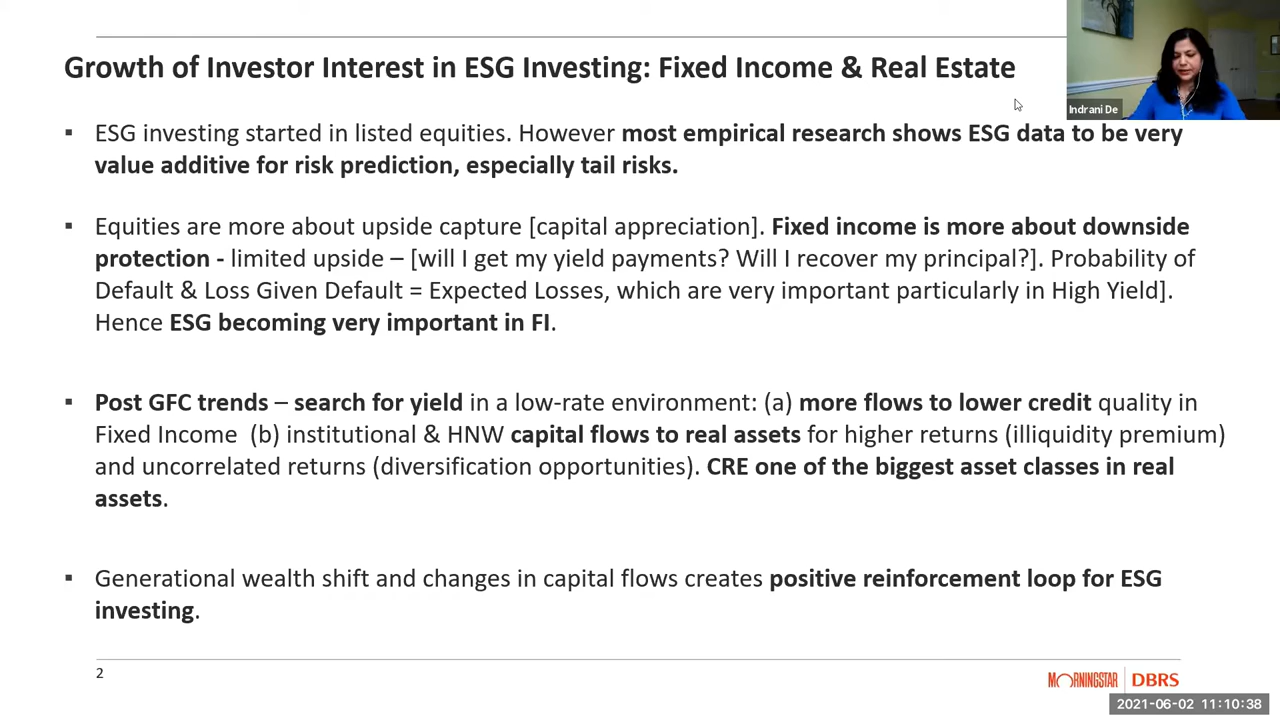 Growth of Investor Interest in ESG Investing: Fixed Income & Real Estate
Indrani De
▪ ESG investing started in listed equities. However most empirical research shows ESG data to be very
value additive for risk prediction, especially tail risks.
▪ Equities are more about upside capture [capital appreciation]. Fixed income is more about downside
protection - limited upside – [will I get my yield payments? Will I recover my principal?]. Probability of
Default & Loss Given Default = Expected Losses, which are very important particularly in High Yield].
Hence ESG becoming very important in FI.
▪ Post GFC trends – search for yield in a low-rate environment: (a) more flows to lower credit quality in
Fixed Income (b) institutional & HNW capital flows to real assets for higher returns (illiquidity premium)
and uncorrelated returns (diversification opportunities). CRE one of the biggest asset classes in real
assets.
▪ Generational wealth shift and changes in capital flows creates positive reinforcement loop for ESG
investing.
2
MORNINGSTAR | DBRS
2021-06-02 11:10:38